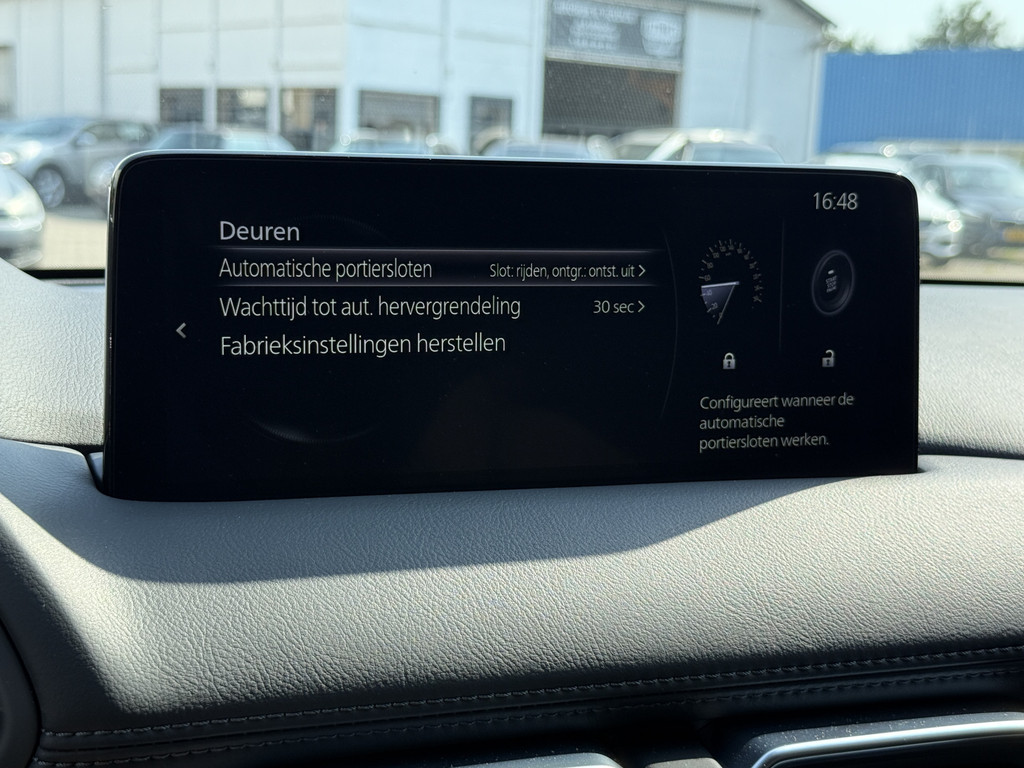 16:48
Deuren
Automatische portiersloten Slot: rijden, ontgr.: ontst. uit
Wachttijd tot aut. hervergrendeling 30 sec
Fabrieksinstellingen herstellen
Configureert wanneer de
automatische
portiersloten werken.